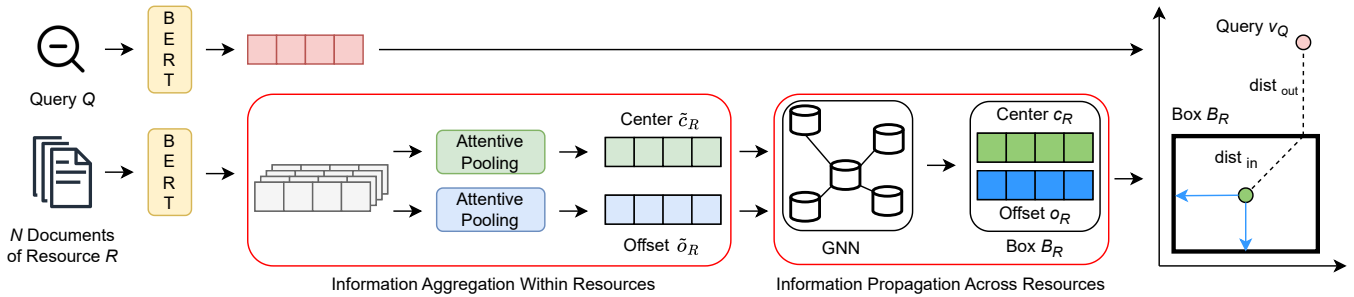 Query Q
B
E
R
T
N Documents
of Resource R
B
E
R
T
Attentive
Pooling
Attentive
Pooling
Center c̃_R
Offset õ_R
Information Aggregation Within Resources
GNN
Center c_R
Offset o_R
Box B_R
Information Propagation Across Resources
Query v_Q
dist out
Box B_R
dist in